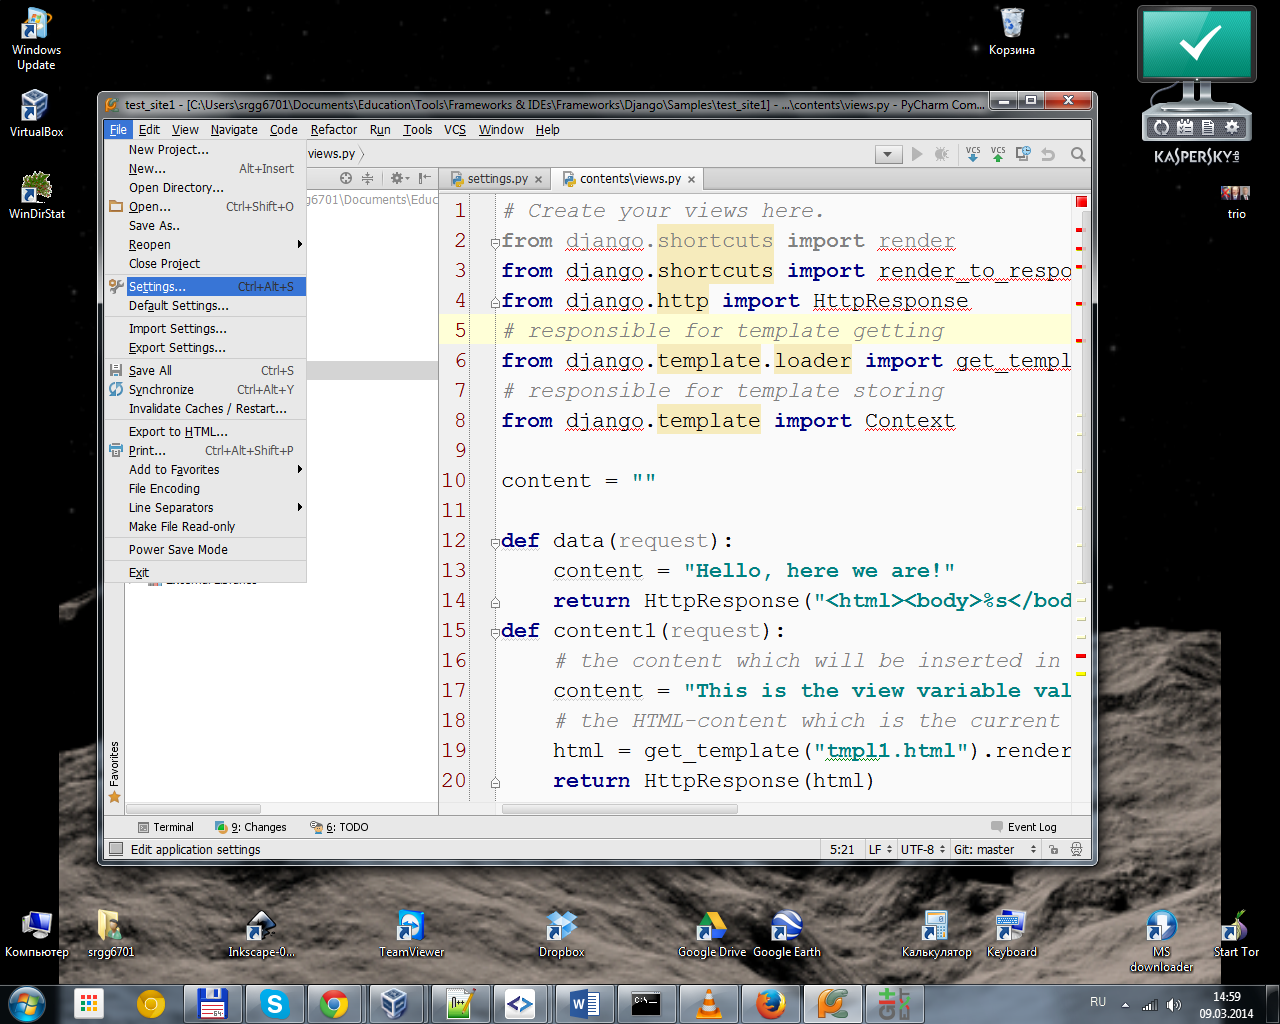 Windows
Update
VirtualBox
WinDirStat
Корзина
KASPERSKY
trio
test_site1 - [C:\Users\srgg6701\Documents\Education\Tools\Frameworks & IDEs\Frameworks\Django\Samples\test_site1] - ...\contents\views.py - PyCharm Com...
File Edit View Navigate Code Refactor Run Tools VCS Window Help
New Project...
New... Alt+Insert
Open Directory...
Open... Ctrl+Shift+O
Save As..
Reopen
Close Project
Settings... Ctrl+Alt+S
Default Settings...
Import Settings...
Export Settings...
Save All Ctrl+S
Synchronize Ctrl+Alt+Y
Invalidate Caches / Restart...
Export to HTML...
Print... Ctrl+Alt+Shift+P
Add to Favorites
File Encoding
Line Separators
Make File Read-only
Power Save Mode
Exit
views.py
VCS VCS
g6701\Documents\Educ
settings.py contents\views.py
1 # Create your views here.
2 from django.shortcuts import render
3 from django.shortcuts import render_to_respo
4 from django.http import HttpResponse
5 # responsible for template getting
6 from django.template.loader import get_templ
7 # responsible for template storing
8 from django.template import Context
9
10 content = ""
11
12 def data(request):
13 content = "Hello, here we are!"
14 return HttpResponse("<html><body>%s</bod
15 def content1(request):
16 # the content which will be inserted in
17 content = "This is the view variable val
18 # the HTML-content which is the current
19 html = get_template("tmpl1.html").render
20 return HttpResponse(html)
Favorites
Terminal 9: Changes 6: TODO Event Log
Edit application settings 5:21 LF UTF-8 Git: master
Компьютер
srgg6701
Inkscape-0...
TeamViewer
Dropbox
Google Drive
Google Earth
Калькулятор
Keyboard
MS
downloader
Start Tor
RU
14:59
09.03.2014